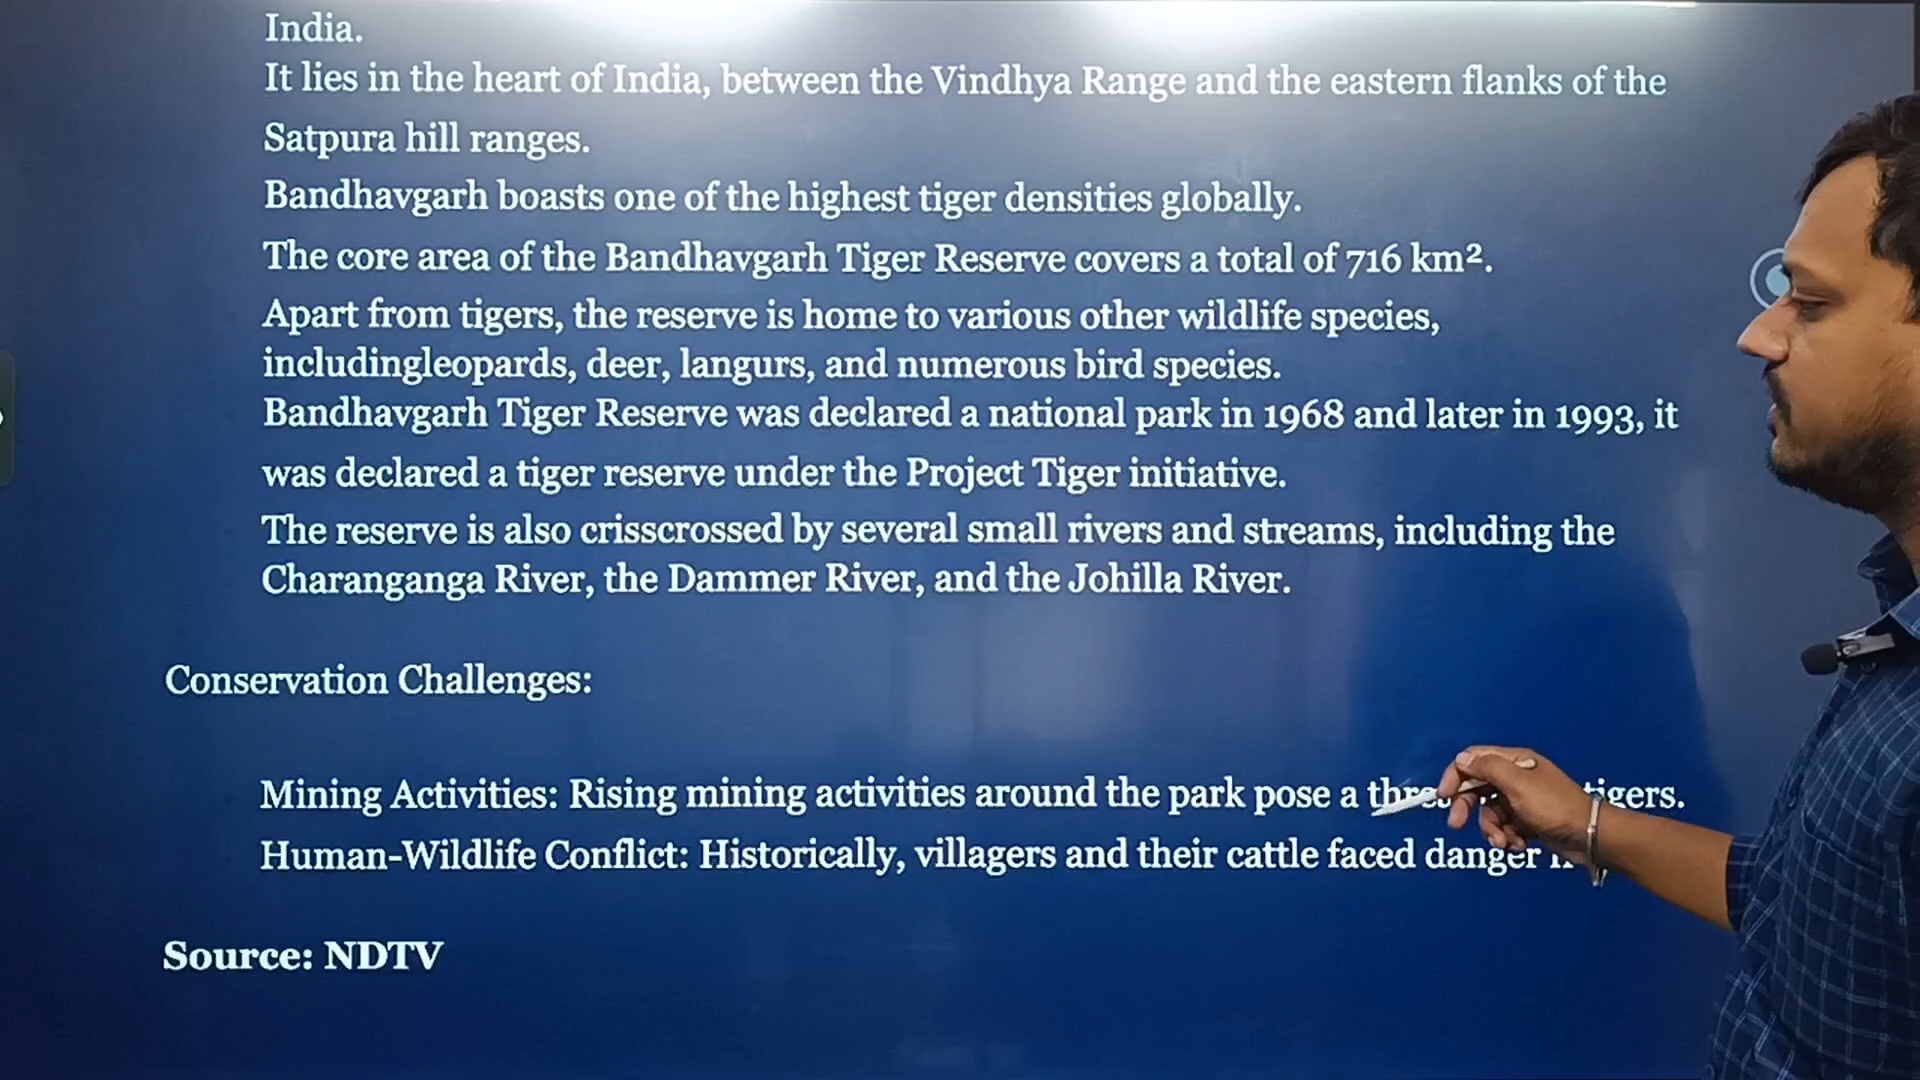 India.
It lies in the heart of India, between the Vindhya Range and the eastern flanks of the
Satpura hill ranges.
Bandhavgarh boasts one of the highest tiger densities globally.
The core area of the Bandhavgarh Tiger Reserve covers a total of 716 km².
Apart from tigers, the reserve is home to various other wildlife species,
includingleopards, deer, langurs, and numerous bird species.
Bandhavgarh Tiger Reserve was declared a national park in 1968 and later in 1993, it
was declared a tiger reserve under the Project Tiger initiative.
The reserve is also crisscrossed by several small rivers and streams, including the
Charanganga River, the Dammer River, and the Johilla River.
Conservation Challenges:
Mining Activities: Rising mining activities around the park pose a tigers.
Human-Wildlife Conflict: Historically, villagers and their cattle faced danger
Source: NDTV